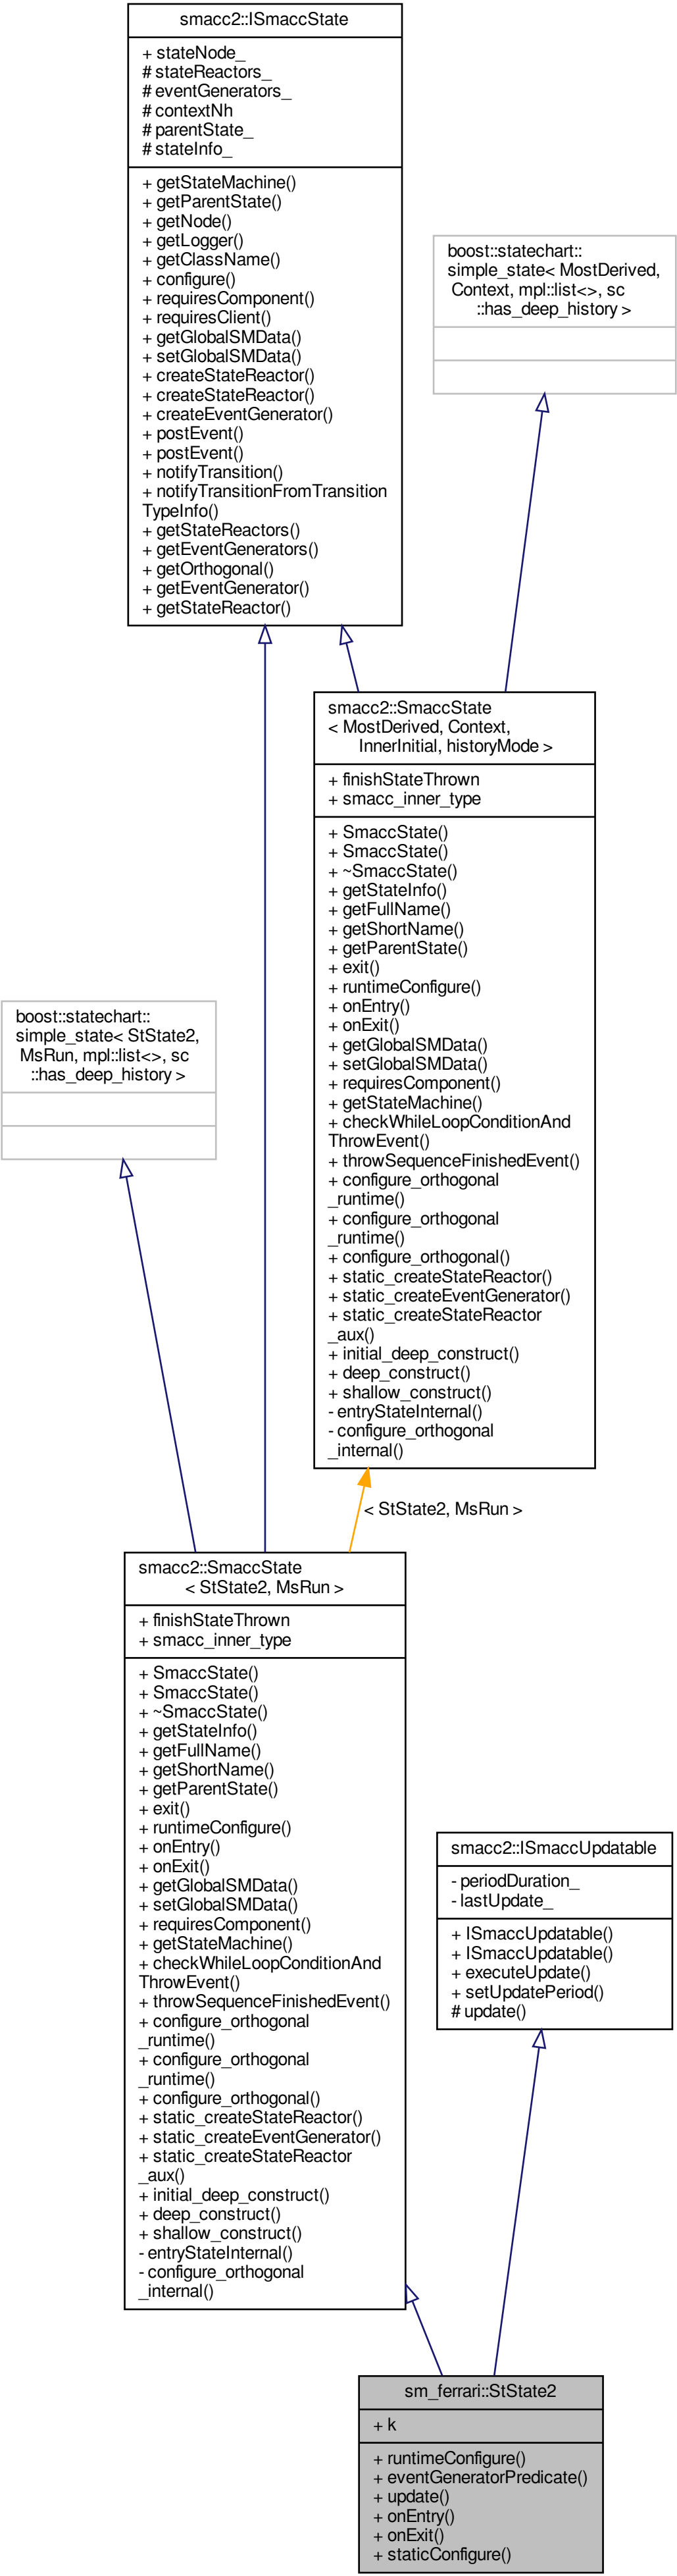 smacc2::ISmaccState
+ stateNode_
# stateReactors_
# eventGenerators_
# contextNh
# parentState_
# stateInfo_
+ getStateMachine()
+ getParentState()
+ getNode()
+ getLogger()
+ getClassName()
+ configure()
+ requiresComponent()
+ requiresClient()
+ getGlobalSMData()
+ setGlobalSMData()
+ createStateReactor()
+ createStateReactor()
+ createEventGenerator()
+ postEvent()
+ postEvent()
+ notifyTransition()
+ notifyTransitionFromTransition
TypeInfo()
+ getStateReactors()
+ getEventGenerators()
+ getOrthogonal()
+ getEventGenerator()
+ getStateReactor()
boost::statechart::
simple_state< MostDerived,
Context, mpl::list<>, sc
::has_deep_history >
smacc2::SmaccState
< MostDerived, Context,
InnerInitial, historyMode >
+ finishStateThrown
+ smacc_inner_type
+ SmaccState()
+ SmaccState()
+ ~SmaccState()
+ getStateInfo()
+ getFullName()
+ getShortName()
+ getParentState()
+ exit()
+ runtimeConfigure()
+ onEntry()
+ onExit()
+ getGlobalSMData()
+ setGlobalSMData()
+ requiresComponent()
+ getStateMachine()
+ checkWhileLoopConditionAnd
ThrowEvent()
+ throwSequenceFinishedEvent()
+ configure_orthogonal
_runtime()
+ configure_orthogonal
_runtime()
+ configure_orthogonal()
+ static_createStateReactor()
+ static_createEventGenerator()
+ static_createStateReactor
_aux()
+ initial_deep_construct()
+ deep_construct()
+ shallow_construct()
- entryStateInternal()
- configure_orthogonal
_internal()
boost::statechart::
simple_state< StState2,
MsRun, mpl::list<>, sc
::has_deep_history >
< StState2, MsRun >
smacc2::SmaccState
< StState2, MsRun >
+ finishStateThrown
+ smacc_inner_type
+ SmaccState()
+ SmaccState()
+ ~SmaccState()
+ getStateInfo()
+ getFullName()
+ getShortName()
+ getParentState()
+ exit()
+ runtimeConfigure()
+ onEntry()
+ onExit()
+ getGlobalSMData()
+ setGlobalSMData()
+ requiresComponent()
+ getStateMachine()
+ checkWhileLoopConditionAnd
ThrowEvent()
+ throwSequenceFinishedEvent()
+ configure_orthogonal
_runtime()
+ configure_orthogonal
_runtime()
+ configure_orthogonal()
+ static_createStateReactor()
+ static_createEventGenerator()
+ static_createStateReactor
_aux()
+ initial_deep_construct()
+ deep_construct()
+ shallow_construct()
- entryStateInternal()
- configure_orthogonal
_internal()
smacc2::ISmaccUpdatable
- periodDuration_
- lastUpdate_
+ ISmaccUpdatable()
+ ISmaccUpdatable()
+ executeUpdate()
+ setUpdatePeriod()
# update()
sm_ferrari::StState2
+ k
+ runtimeConfigure()
+ eventGeneratorPredicate()
+ update()
+ onEntry()
+ onExit()
+ staticConfigure()